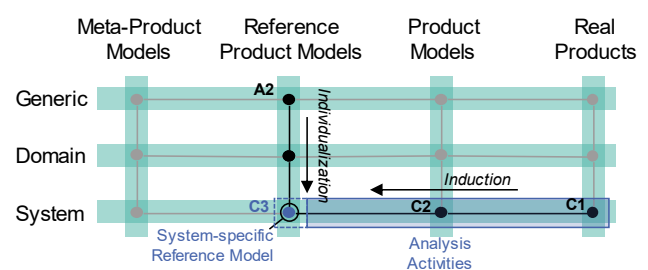 Meta-Product
Models
Reference
Product Models
Product
Models
Real
Products
Generic
A2
Individualization
Domain
Induction
System
C3
C2
C1
System-specific
Reference Model
Analysis
Activities